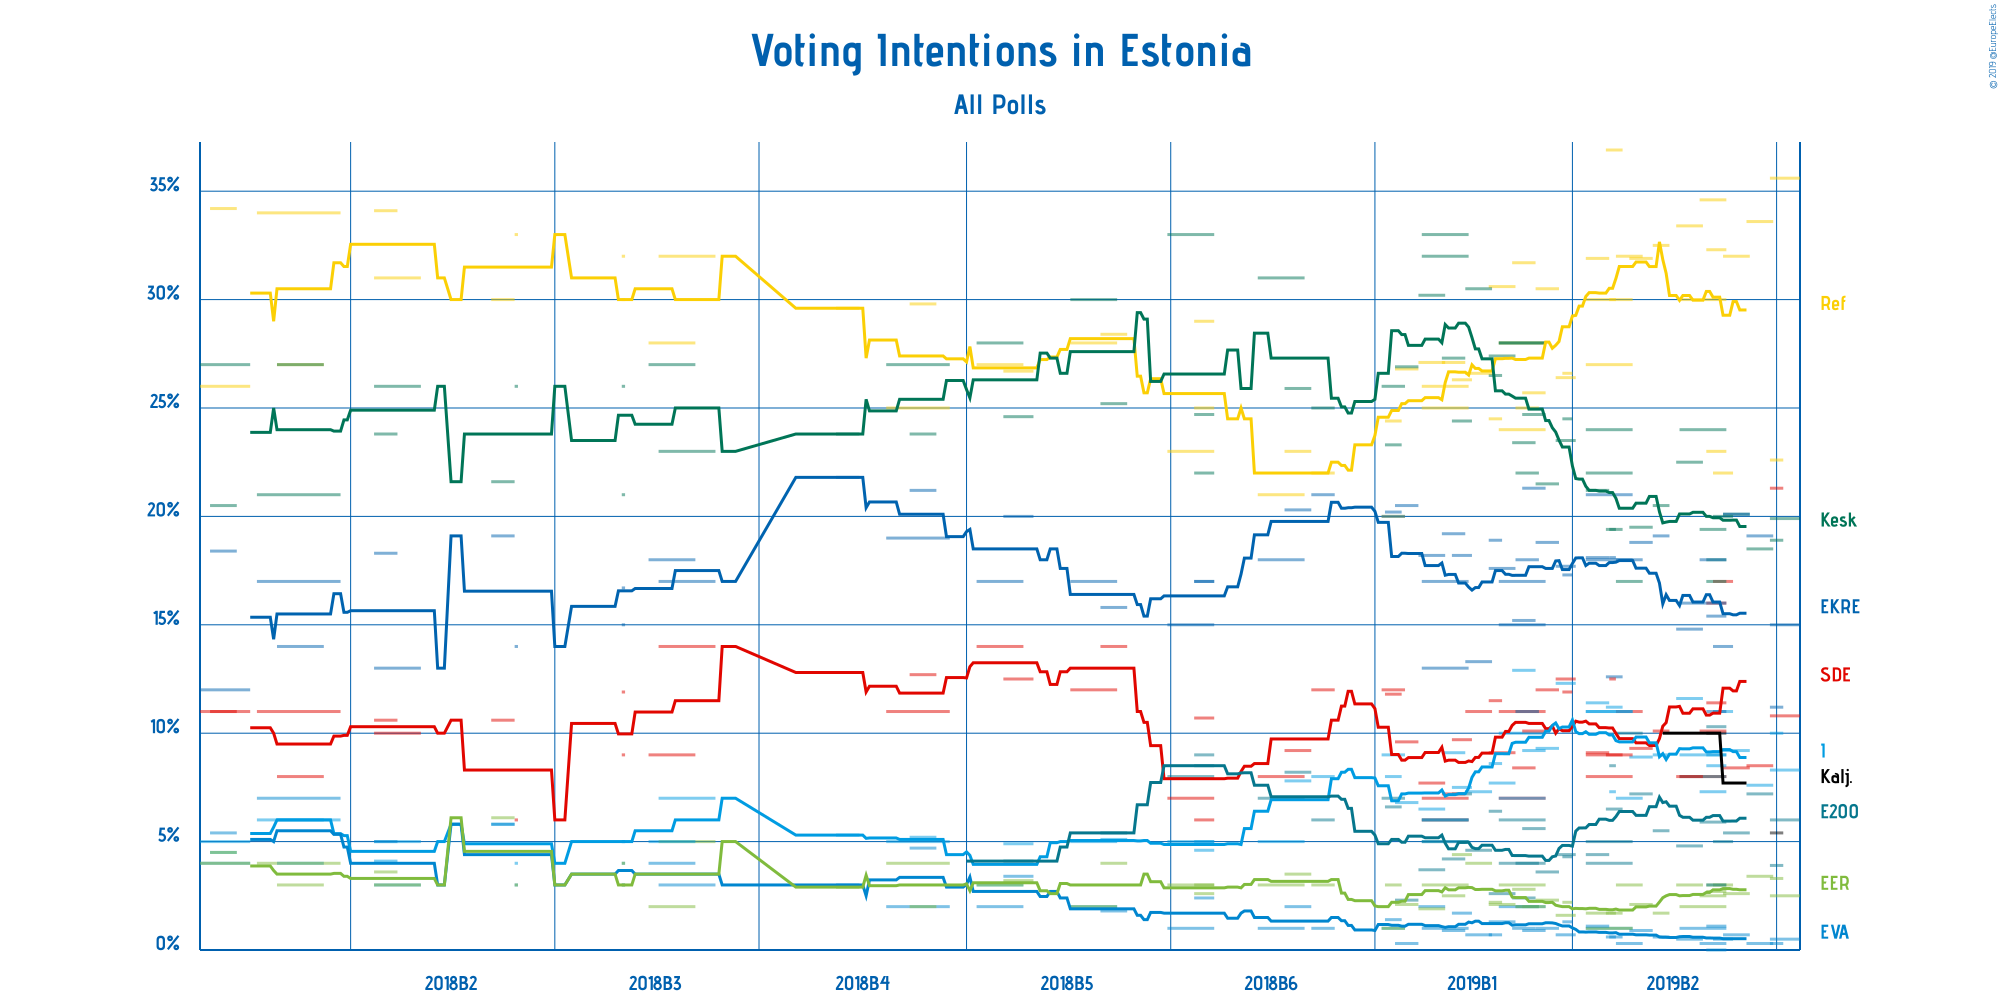 Voting Intentions in Estonia
All Polls
© 2019 @EuropeElects
35%
30%
25%
20%
15%
10%
5%
0%
Ref
Kesk
EKRE
SDE
I
Kalj.
E200
EER
EVA
2018B2
2018B3
2018B4
2018B5
2018B6
2019B1
2019B2